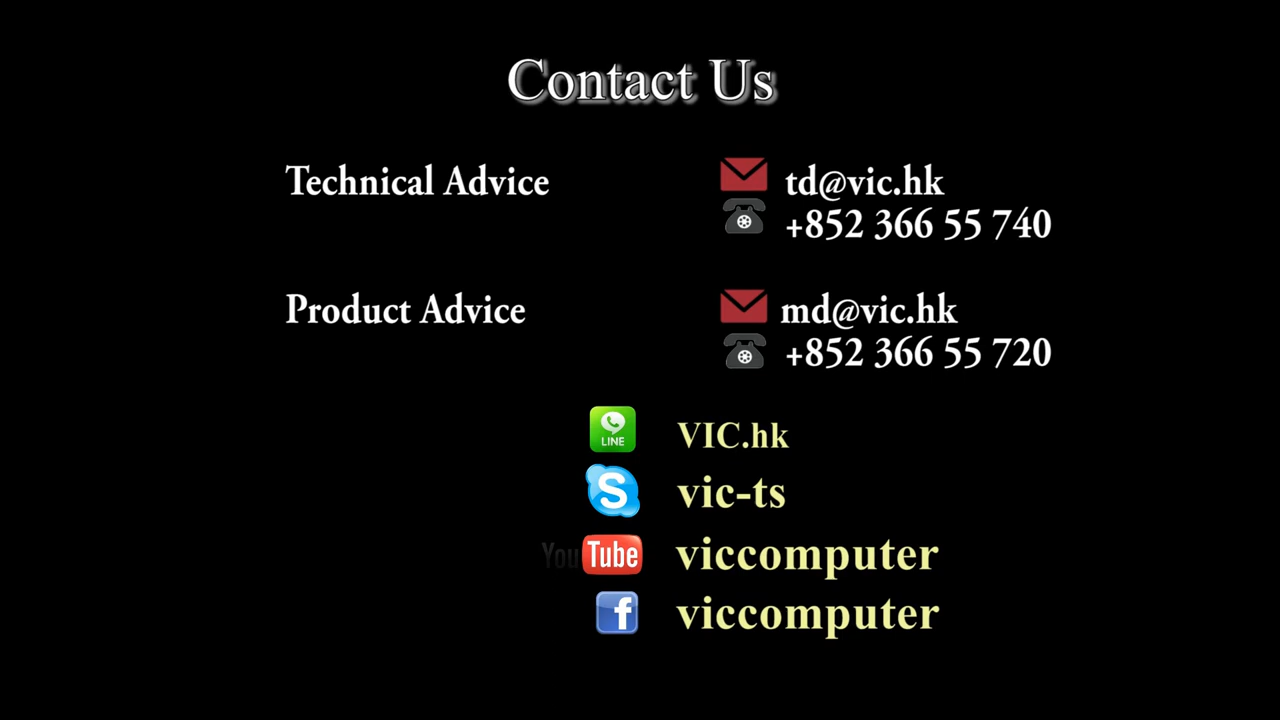 Contact Us
Technical Advice
td@vic.hk
+852 366 55 740
Product Advice
md@vic.hk
+852 366 55 720
LINE VIC.hk
S vic-ts
YouTube viccomputer
f viccomputer